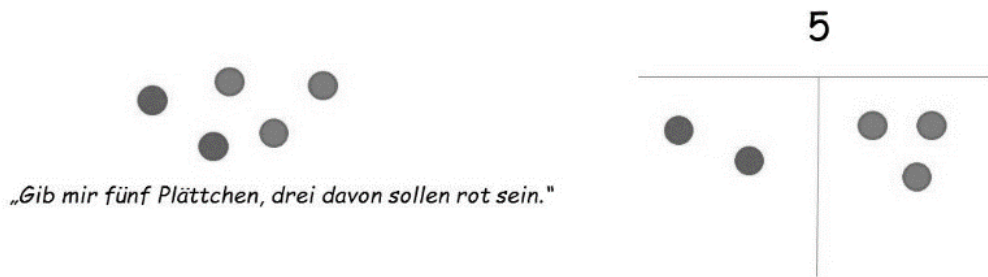 5
„Gib mir fünf Plättchen, drei davon sollen rot sein.“